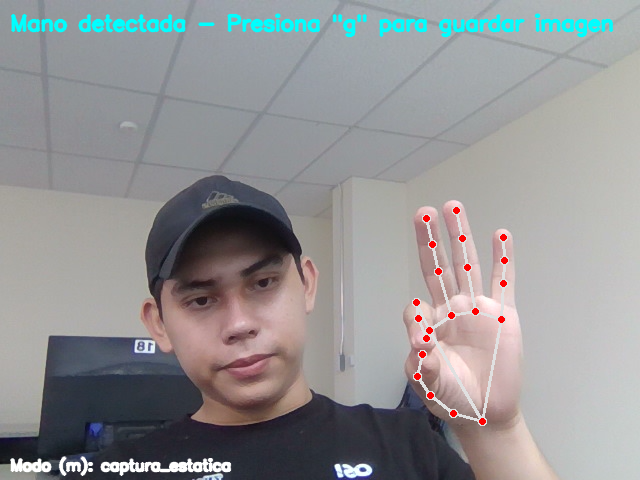 Mano detectada - Presiona "g" para guardar imagen
18
Modo (m): captura_estatica